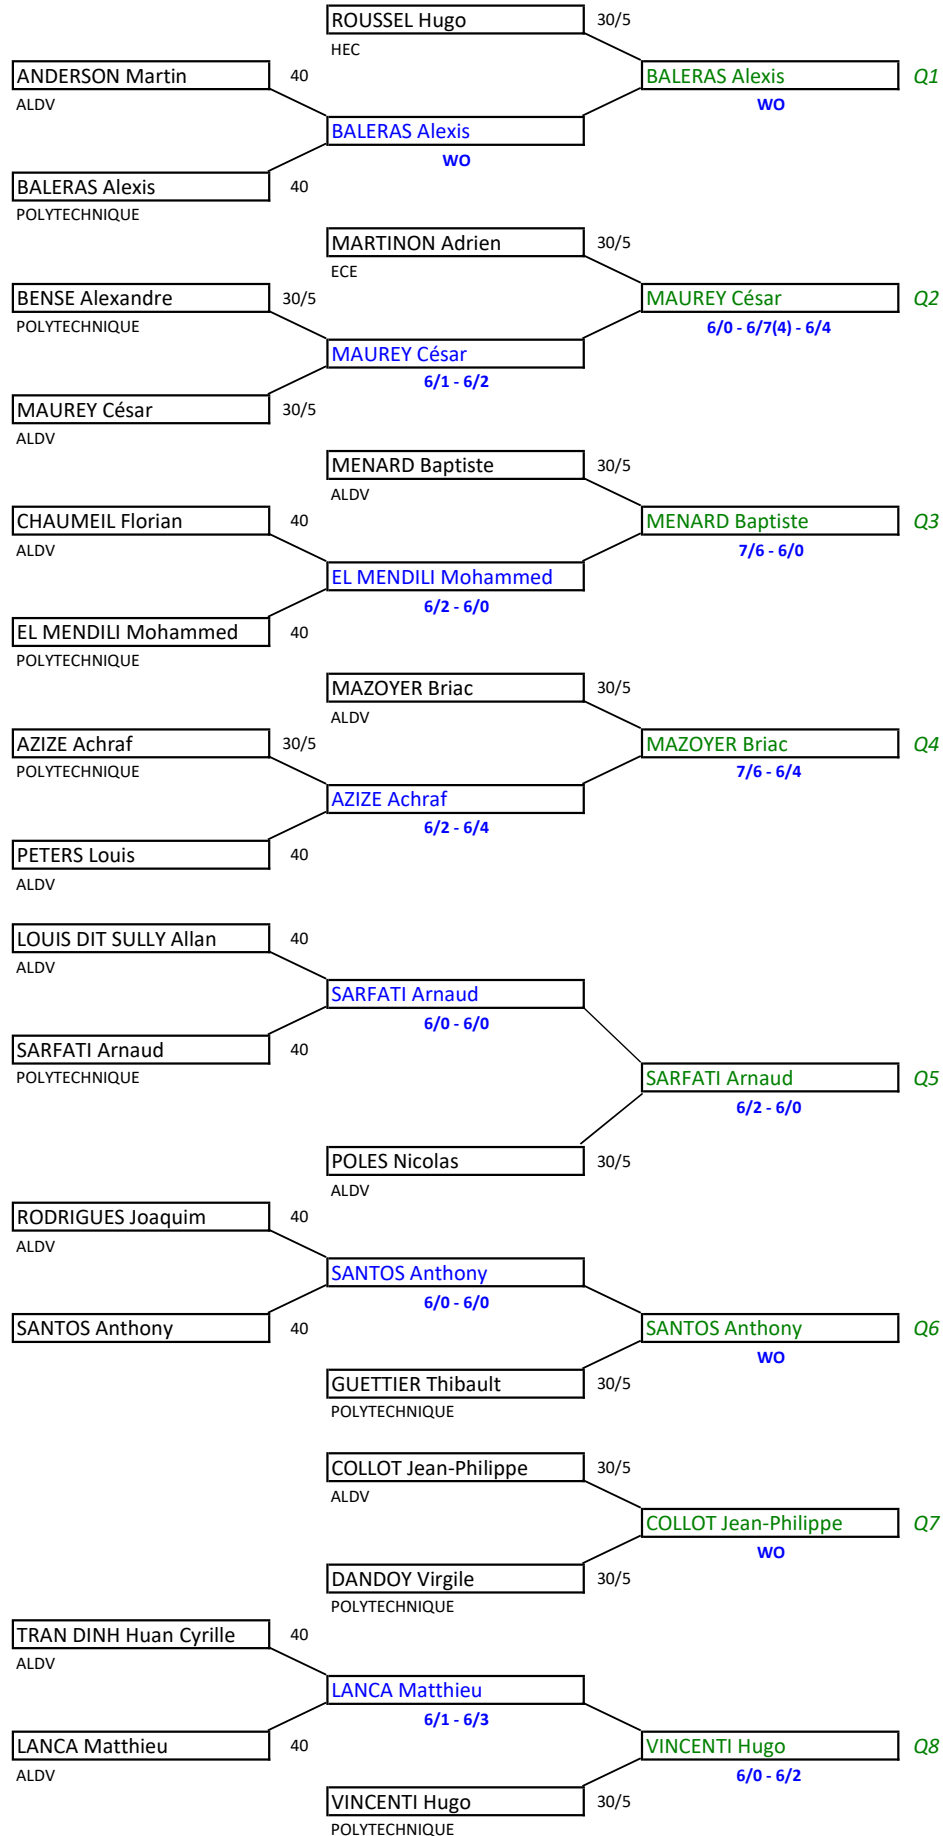 ROUSSEL Hugo 30/5
HEC
ANDERSON Martin 40 BALERAS Alexis Q1
ALDV WO
BALERAS Alexis
WO
BALERAS Alexis 40
POLYTECHNIQUE
MARTINON Adrien 30/5
ECE
BENSE Alexandre 30/5 MAUREY César Q2
POLYTECHNIQUE 6/0 - 6/7(4) - 6/4
MAUREY César
6/1 - 6/2
MAUREY César 30/5
ALDV
MENARD Baptiste 30/5
ALDV
CHAUMEIL Florian 40 MENARD Baptiste Q3
ALDV 7/6 - 6/0
EL MENDILI Mohammed
6/2 - 6/0
EL MENDILI Mohammed 40
POLYTECHNIQUE
MAZOYER Briac 30/5
ALDV
AZIZE Achraf 30/5 MAZOYER Briac Q4
POLYTECHNIQUE 7/6 - 6/4
AZIZE Achraf
6/2 - 6/4
PETERS Louis 40
ALDV
LOUIS DIT SULLY Allan 40
ALDV
SARFATI Arnaud
6/0 - 6/0
SARFATI Arnaud 40
POLYTECHNIQUE
SARFATI Arnaud Q5
6/2 - 6/0
POLES Nicolas 30/5
ALDV
RODRIGUES Joaquim 40
ALDV
SANTOS Anthony
6/0 - 6/0
SANTOS Anthony 40 SANTOS Anthony Q6
WO
GUETTIER Thibault 30/5
POLYTECHNIQUE
COLLOT Jean-Philippe 30/5
ALDV
COLLOT Jean-Philippe Q7
WO
DANDOY Virgile 30/5
POLYTECHNIQUE
TRAN DINH Huan Cyrille 40
ALDV
LANCA Matthieu
6/1 - 6/3
LANCA Matthieu 40 VINCENTI Hugo Q8
ALDV 6/0 - 6/2
VINCENTI Hugo 30/5
POLYTECHNIQUE